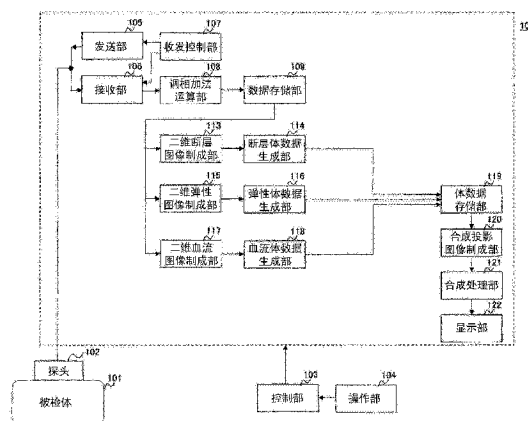 10
105
发送部
107
收发控制部
106
接收部
108
调相加法
运算部
109
数据存储部
113
二维断层
图像制成部
114
断层体数据
生成部
115
二维弹性
图像制成部
116
弹性体数据
生成部
117
二维血流
图像制成部
118
血流体数据
生成部
119
体数据
存储部
120
合成投影
图像制成部
121
合成处理部
122
显示部
102
探头
101
被检体
103
控制部
104
操作部